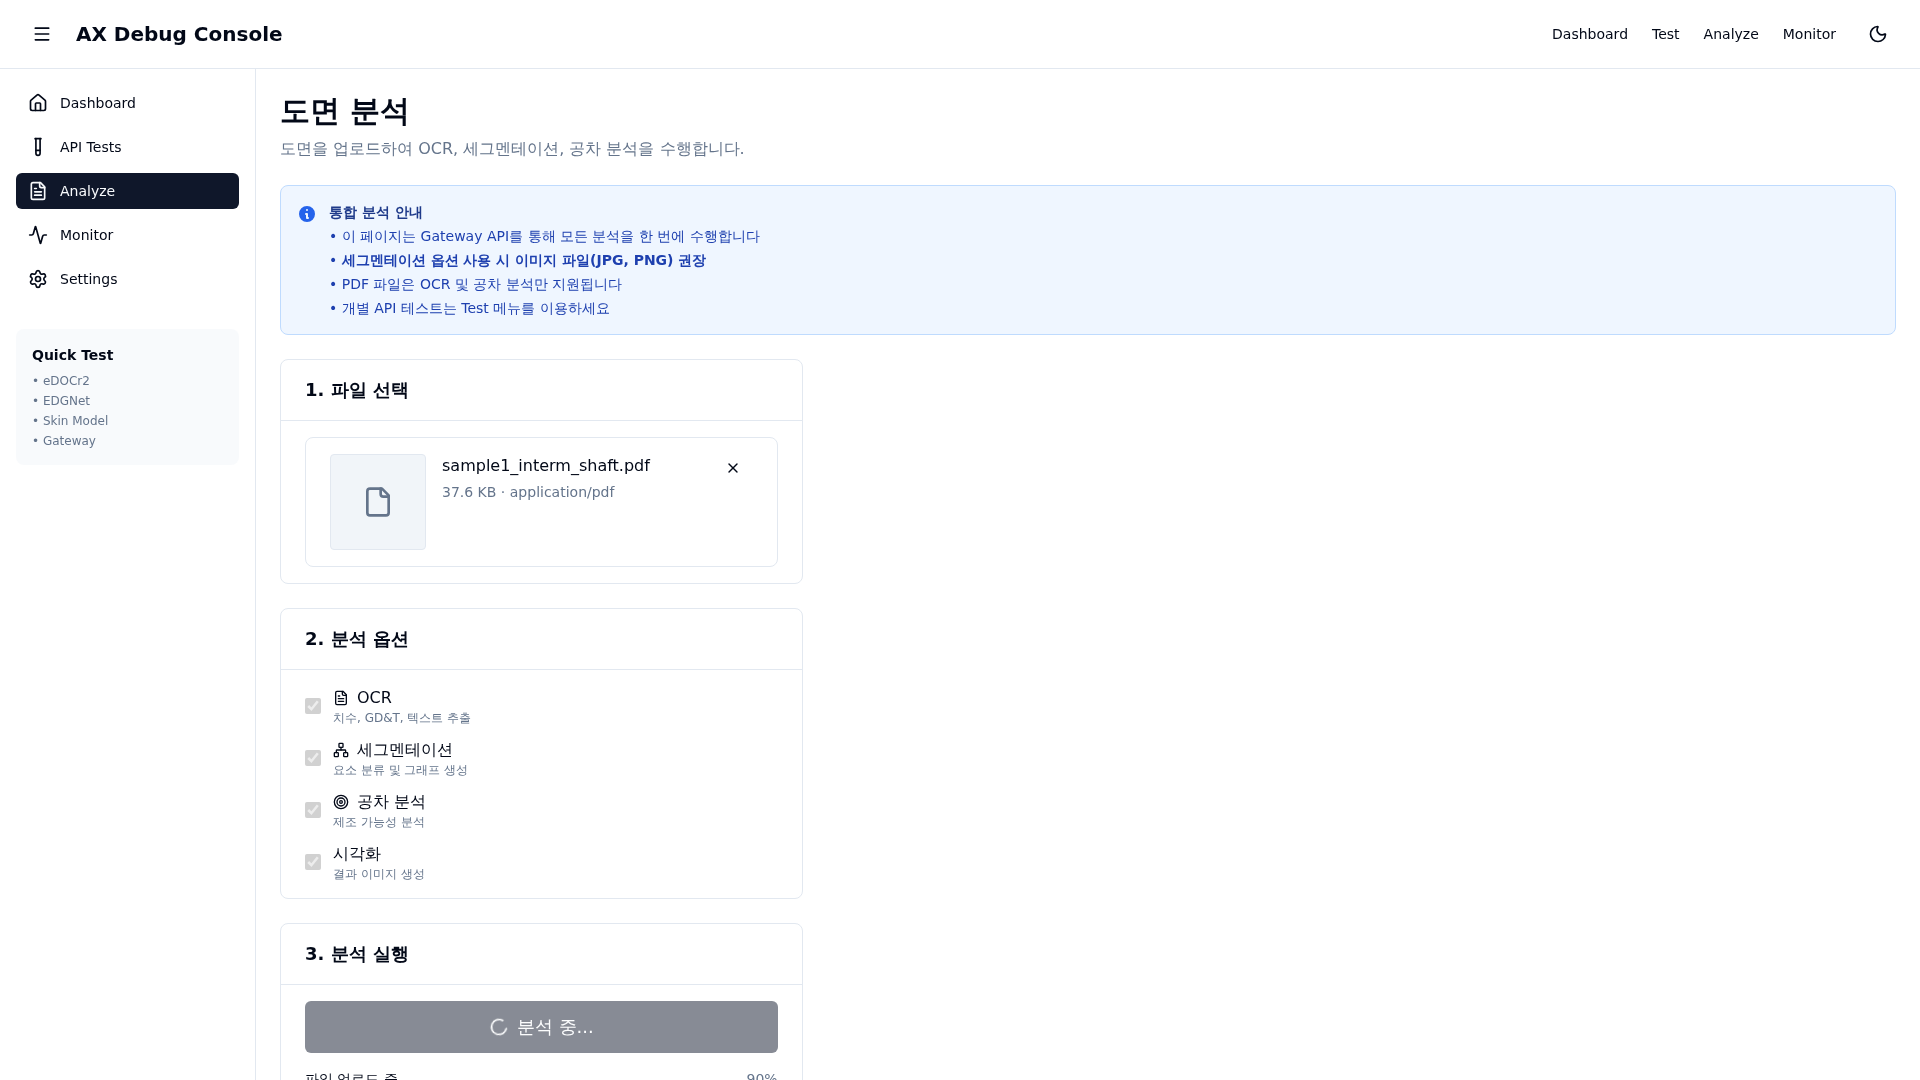 AX Debug Console
Dashboard
Test
Analyze
Monitor
Dashboard
API Tests
Analyze
Monitor
Settings
Quick Test
• eDOCr2
• EDGNet
• Skin Model
• Gateway
도면 분석
도면을 업로드하여 OCR, 세그멘테이션, 공차 분석을 수행합니다.
통합 분석 안내
• 이 페이지는 Gateway API를 통해 모든 분석을 한 번에 수행합니다
• 세그멘테이션 옵션 사용 시 이미지 파일(JPG, PNG) 권장
• PDF 파일은 OCR 및 공차 분석만 지원됩니다
• 개별 API 테스트는 Test 메뉴를 이용하세요
1. 파일 선택
sample1_interm_shaft.pdf
37.6 KB · application/pdf
2. 분석 옵션
OCR
치수, GD&T, 텍스트 추출
세그멘테이션
요소 분류 및 그래프 생성
공차 분석
제조 가능성 분석
시각화
결과 이미지 생성
3. 분석 실행
분석 중...
파일 업로드 중
90%